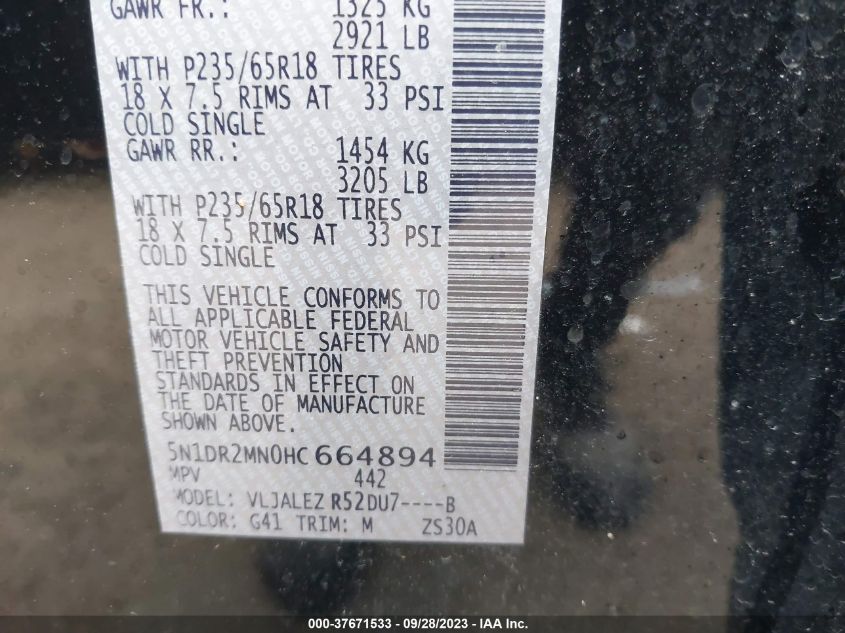 GAWR FR.: 1325 KG
2921 LB
WITH P235/65R18 TIRES
18 X 7.5 RIMS AT 33 PSI
COLD SINGLE
GAWR RR.: 1454 KG
3205 LB
WITH P235/65R18 TIRES
18 X 7.5 RIMS AT 33 PSI
COLD SINGLE
THIS VEHICLE CONFORMS TO
ALL APPLICABLE FEDERAL
MOTOR VEHICLE SAFETY AND
THEFT PREVENTION
STANDARDS IN EFFECT ON
THE DATE OF MANUFACTURE
SHOWN ABOVE.
5N1DR2MN0HC 664894
MPV 442
MODEL: VLJALEZ R52DU7----B
COLOR: G41 TRIM: M ZS30A
000-37671533 - 09/28/2023 - IAA Inc.